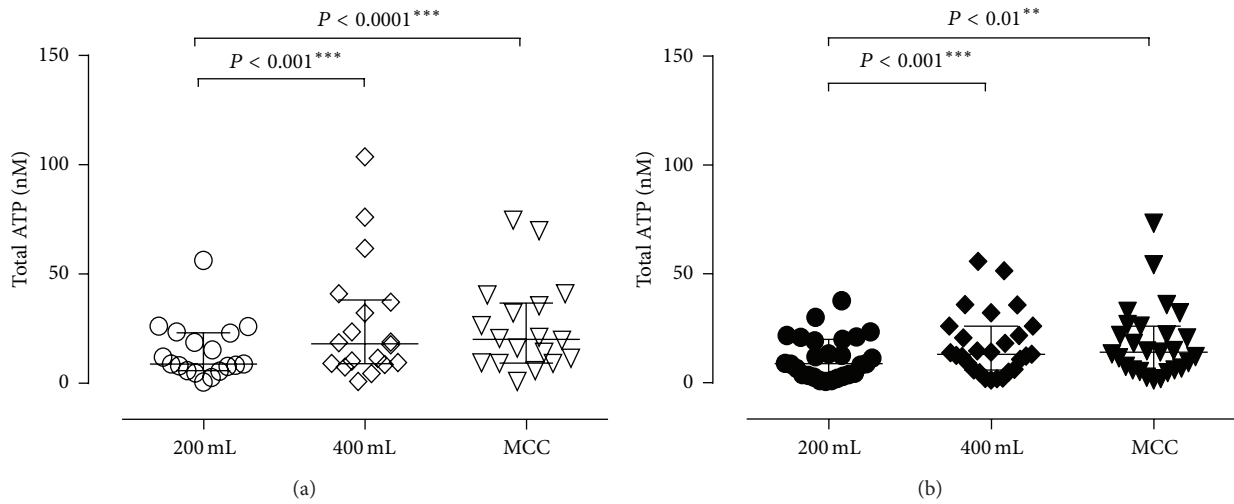 P < 0.0001***
P < 0.001***
150
100
50
0
Total ATP (nM)
200 mL
400 mL
MCC
(a)
P < 0.01**
P < 0.001***
150
100
50
0
Total ATP (nM)
200 mL
400 mL
MCC
(b)